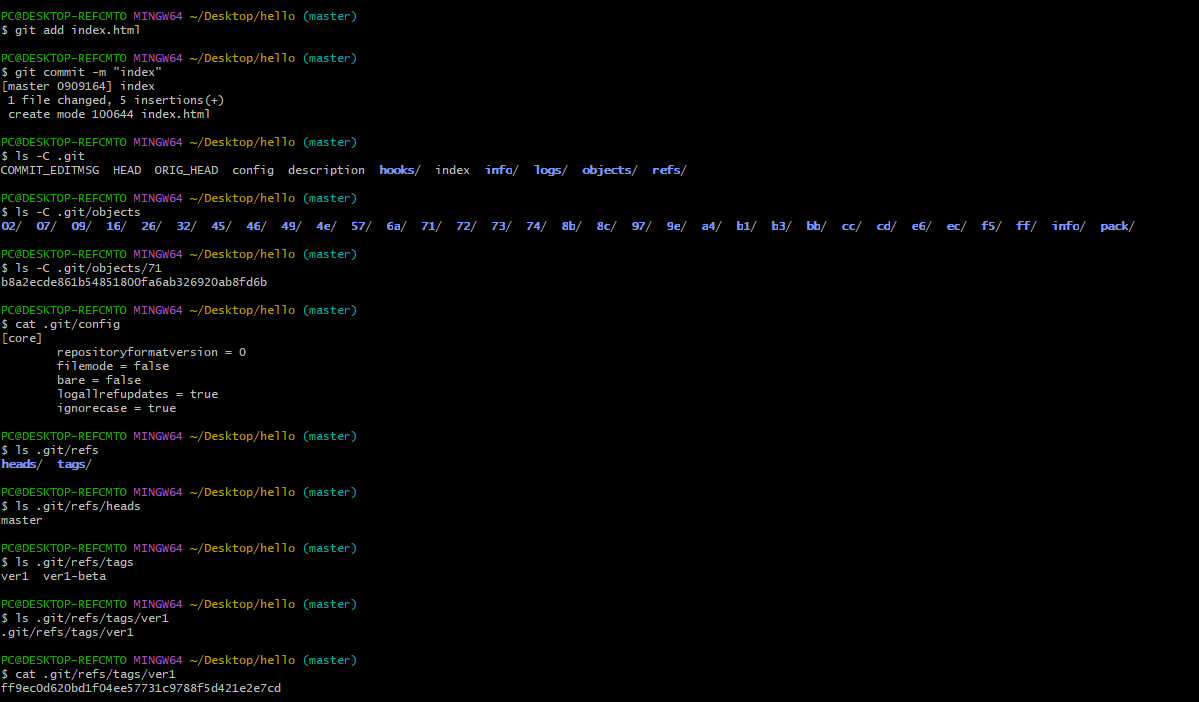 PC@DESKTOP-REFCMTO MINGW64 ~/Desktop/hello (master)
$ git add index.html
PC@DESKTOP-REFCMTO MINGW64 ~/Desktop/hello (master)
$ git commit -m "index"
[master 0909164] index
 1 file changed, 5 insertions(+)
 create mode 100644 index.html
PC@DESKTOP-REFCMTO MINGW64 ~/Desktop/hello (master)
$ ls -C .git
COMMIT_EDITMSG  HEAD  ORIG_HEAD  config  description  hooks/  index  info/  logs/  objects/  refs/
PC@DESKTOP-REFCMTO MINGW64 ~/Desktop/hello (master)
$ ls -C .git/objects
02/  07/  09/  16/  26/  32/  45/  46/  49/  4e/  57/  6a/  71/  72/  73/  74/  8b/  8c/  97/  9e/  a4/  b1/  b3/  bb/  cc/  cd/  e6/  ec/  f5/  ff/  info/  pack/
PC@DESKTOP-REFCMTO MINGW64 ~/Desktop/hello (master)
$ ls -C .git/objects/71
b8a2ecde861b54851800fa6ab326920ab8fd6b
PC@DESKTOP-REFCMTO MINGW64 ~/Desktop/hello (master)
$ cat .git/config
[core]
        repositoryformatversion = 0
        filemode = false
        bare = false
        logallrefupdates = true
        ignorecase = true
PC@DESKTOP-REFCMTO MINGW64 ~/Desktop/hello (master)
$ ls .git/refs
heads/  tags/
PC@DESKTOP-REFCMTO MINGW64 ~/Desktop/hello (master)
$ ls .git/refs/heads
master
PC@DESKTOP-REFCMTO MINGW64 ~/Desktop/hello (master)
$ ls .git/refs/tags
ver1  ver1-beta
PC@DESKTOP-REFCMTO MINGW64 ~/Desktop/hello (master)
$ ls .git/refs/tags/ver1
.git/refs/tags/ver1
PC@DESKTOP-REFCMTO MINGW64 ~/Desktop/hello (master)
$ cat .git/refs/tags/ver1
ff9ec0d620bd1f04ee57731c9788f5d421e2e7cd